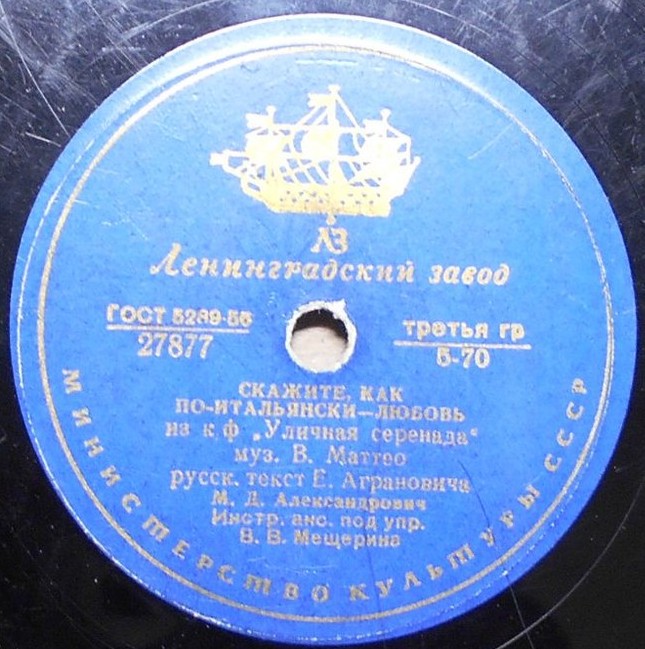 ЛЗ
Ленинградский завод
ГОСТ 5289-56
27877
третья гр
5-70
СКАЖИТЕ, КАК
ПО-ИТАЛЬЯНСКИ—ЛЮБОВЬ
из к/ф „Уличная серенада“
муз. В. Маттео
русск. текст Е. Аграновича
М. Д. Александрович
Инстр. анс. под упр.
В. В. Мещерина
МИНИСТЕРСТВО КУЛЬТУРЫ СССР